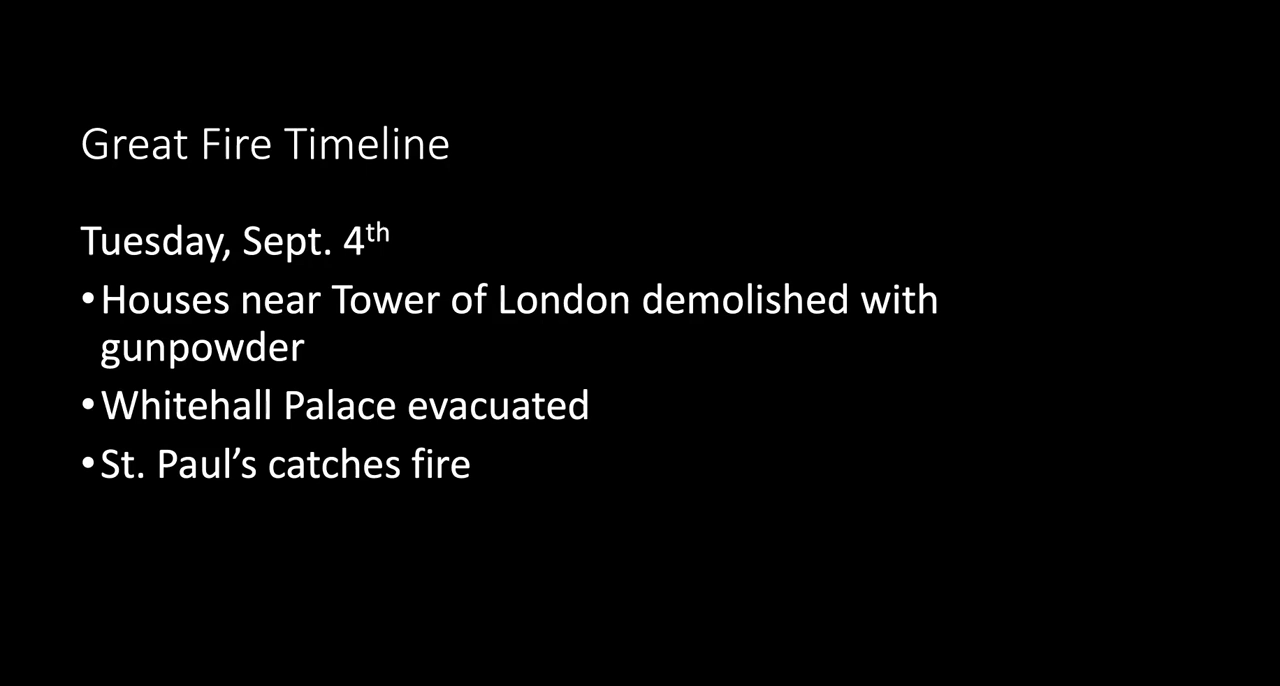 Great Fire Timeline
Tuesday, Sept. 4th
•Houses near Tower of London demolished with
gunpowder
•Whitehall Palace evacuated
•St. Paul’s catches fire